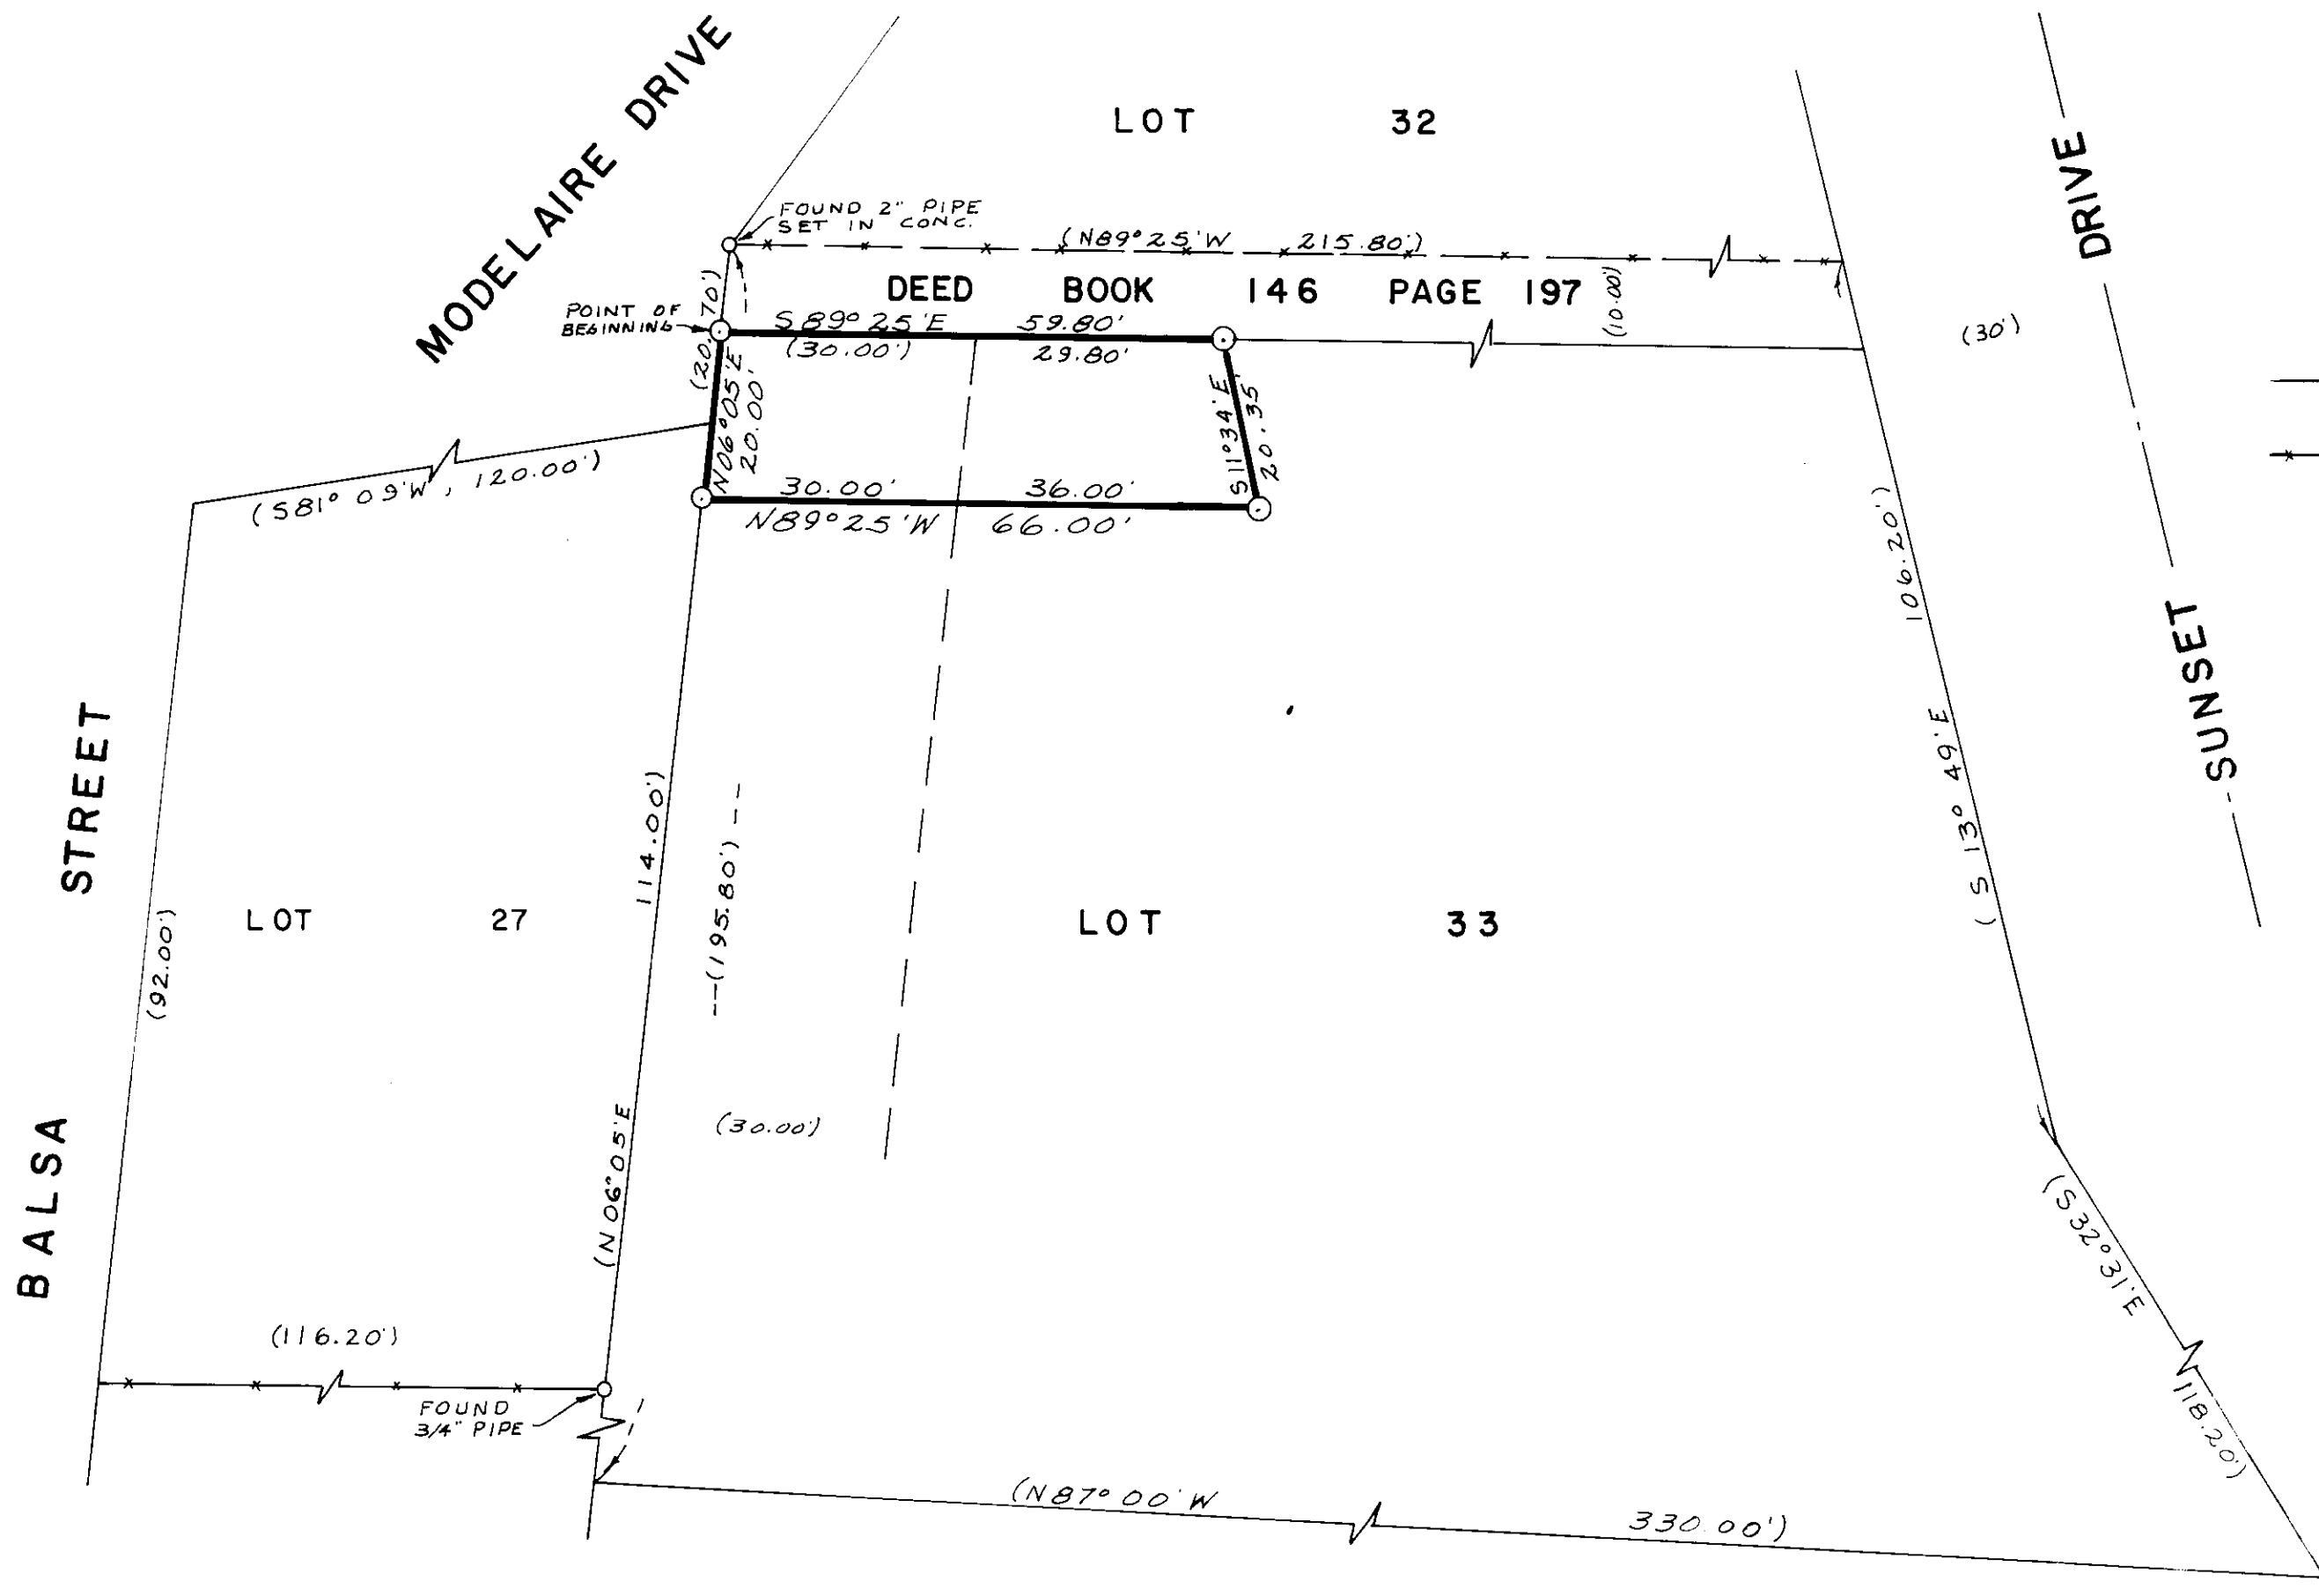 MODELAIRE DRIVE
LOT 32
DRIVE
SUNSET
FOUND 2" PIPE
SET IN CONC.
(N89°25'W 215.80')
DEED BOOK 146 PAGE 197
(10.00')
(30')
POINT OF
BEGINNING
(20.70')
S89°25'E 59.80'
(30.00') 29.80'
N06°05'E
20.00'
S11°34'E
20.35'
30.00' 36.00'
N89°25'W 66.00'
(S81°09'W, 120.00')
106.20')
(S 13° 49'E
STREET
BALSA
(92.00')
LOT 27
114.00')
(N06°05'E
--(195.80')--
LOT 33
(30.00')
(116.20')
FOUND
3/4" PIPE
(S32°31'E
118.20')
(N87°00'W
330.00')